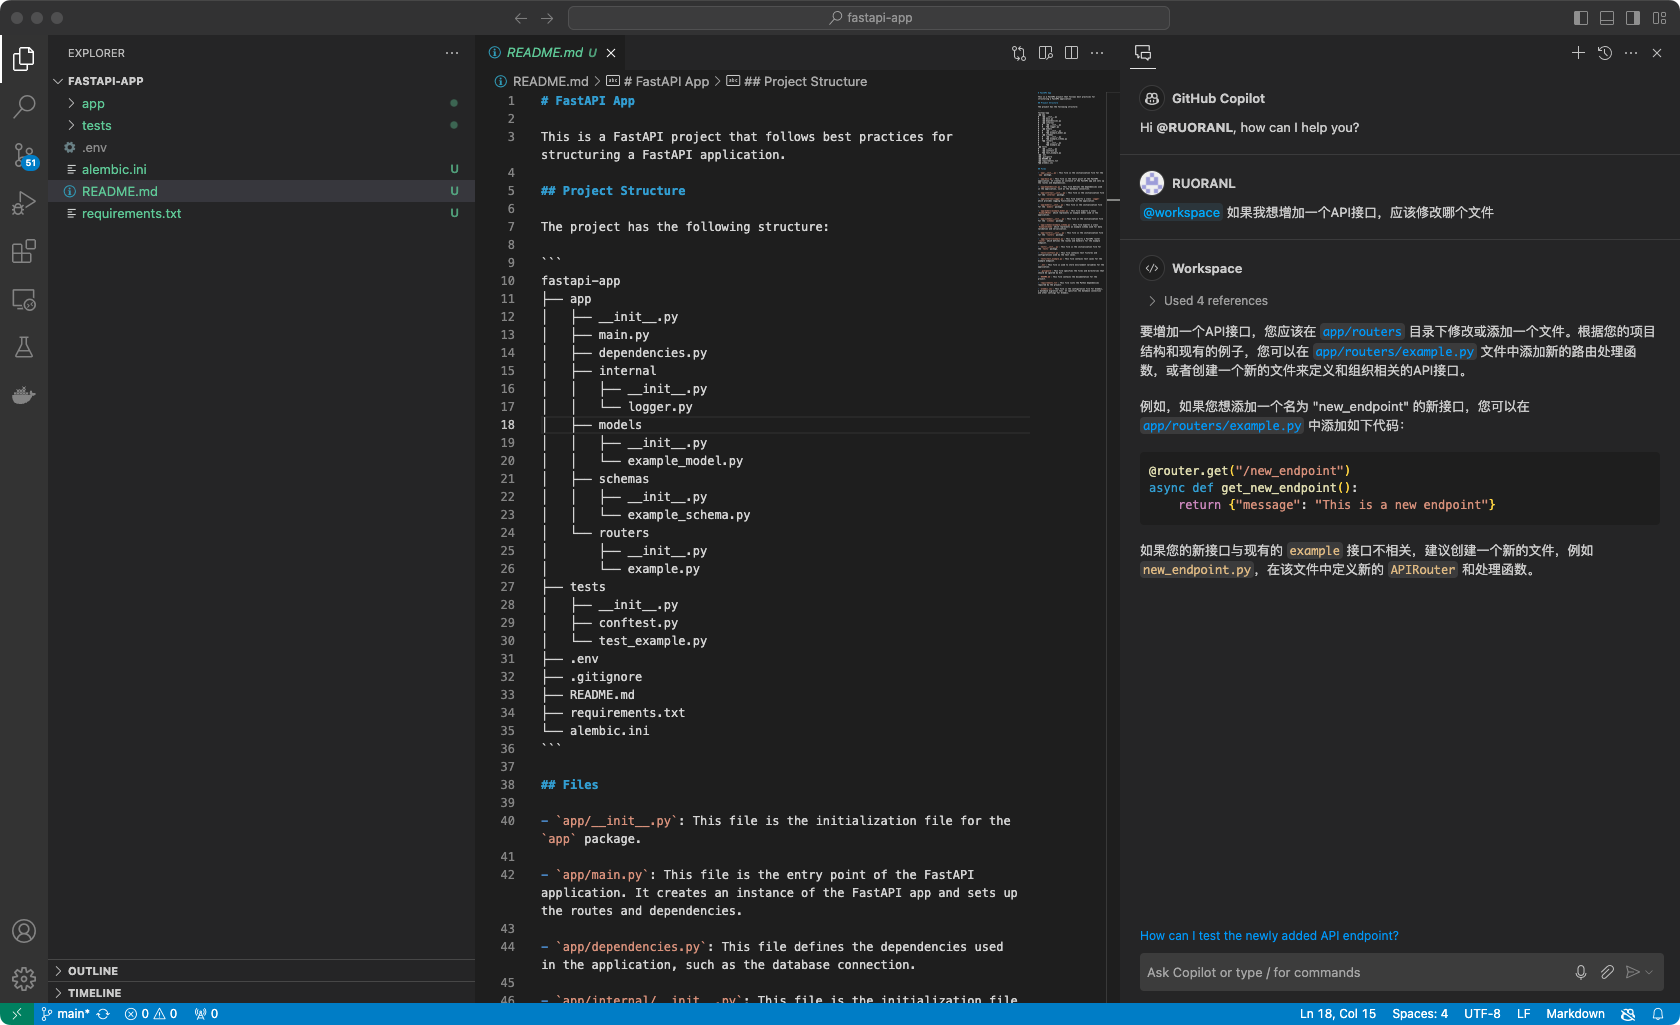 fastapi-app
EXPLORER
FASTAPI-APP
app
tests
.env
alembic.ini U
README.md U
requirements.txt U
51
OUTLINE
TIMELINE
README.md U
README.md > # FastAPI App > ## Project Structure
1 # FastAPI App
2
3 This is a FastAPI project that follows best practices for
structuring a FastAPI application.
4
5 ## Project Structure
6
7 The project has the following structure:
8
9 ```
10 fastapi-app
11 ├── app
12 │   ├── __init__.py
13 │   ├── main.py
14 │   ├── dependencies.py
15 │   ├── internal
16 │   │   ├── __init__.py
17 │   │   └── logger.py
18 │   ├── models
19 │   │   ├── __init__.py
20 │   │   └── example_model.py
21 │   ├── schemas
22 │   │   ├── __init__.py
23 │   │   └── example_schema.py
24 │   └── routers
25 │       ├── __init__.py
26 │       └── example.py
27 ├── tests
28 │   ├── __init__.py
29 │   ├── conftest.py
30 │   └── test_example.py
31 ├── .env
32 ├── .gitignore
33 ├── README.md
34 ├── requirements.txt
35 └── alembic.ini
36 ```
37
38 ## Files
39
40 - `app/__init__.py`: This file is the initialization file for the
`app` package.
41
42 - `app/main.py`: This file is the entry point of the FastAPI
application. It creates an instance of the FastAPI app and sets up
the routes and dependencies.
43
44 - `app/dependencies.py`: This file defines the dependencies used
in the application, such as the database connection.
45
46 - `app/internal/__init__.py`: This file is the initialization file
GitHub Copilot
Hi @RUORANL, how can I help you?
RUORANL
@workspace 如果我想增加一个API接口，应该修改哪个文件
Workspace
Used 4 references
要增加一个API接口，您应该在 app/routers 目录下修改或添加一个文件。根据您的项目
结构和现有的例子，您可以在 app/routers/example.py 文件中添加新的路由处理函
数，或者创建一个新的文件来定义和组织相关的API接口。
例如，如果您想添加一个名为 "new_endpoint" 的新接口，您可以在
app/routers/example.py 中添加如下代码：
@router.get("/new_endpoint")
async def get_new_endpoint():
    return {"message": "This is a new endpoint"}
如果您的新接口与现有的 example 接口不相关，建议创建一个新的文件，例如
new_endpoint.py，在该文件中定义新的 APIRouter 和处理函数。
How can I test the newly added API endpoint?
Ask Copilot or type / for commands
main* 0 0 0 Ln 18, Col 15 Spaces: 4 UTF-8 LF Markdown